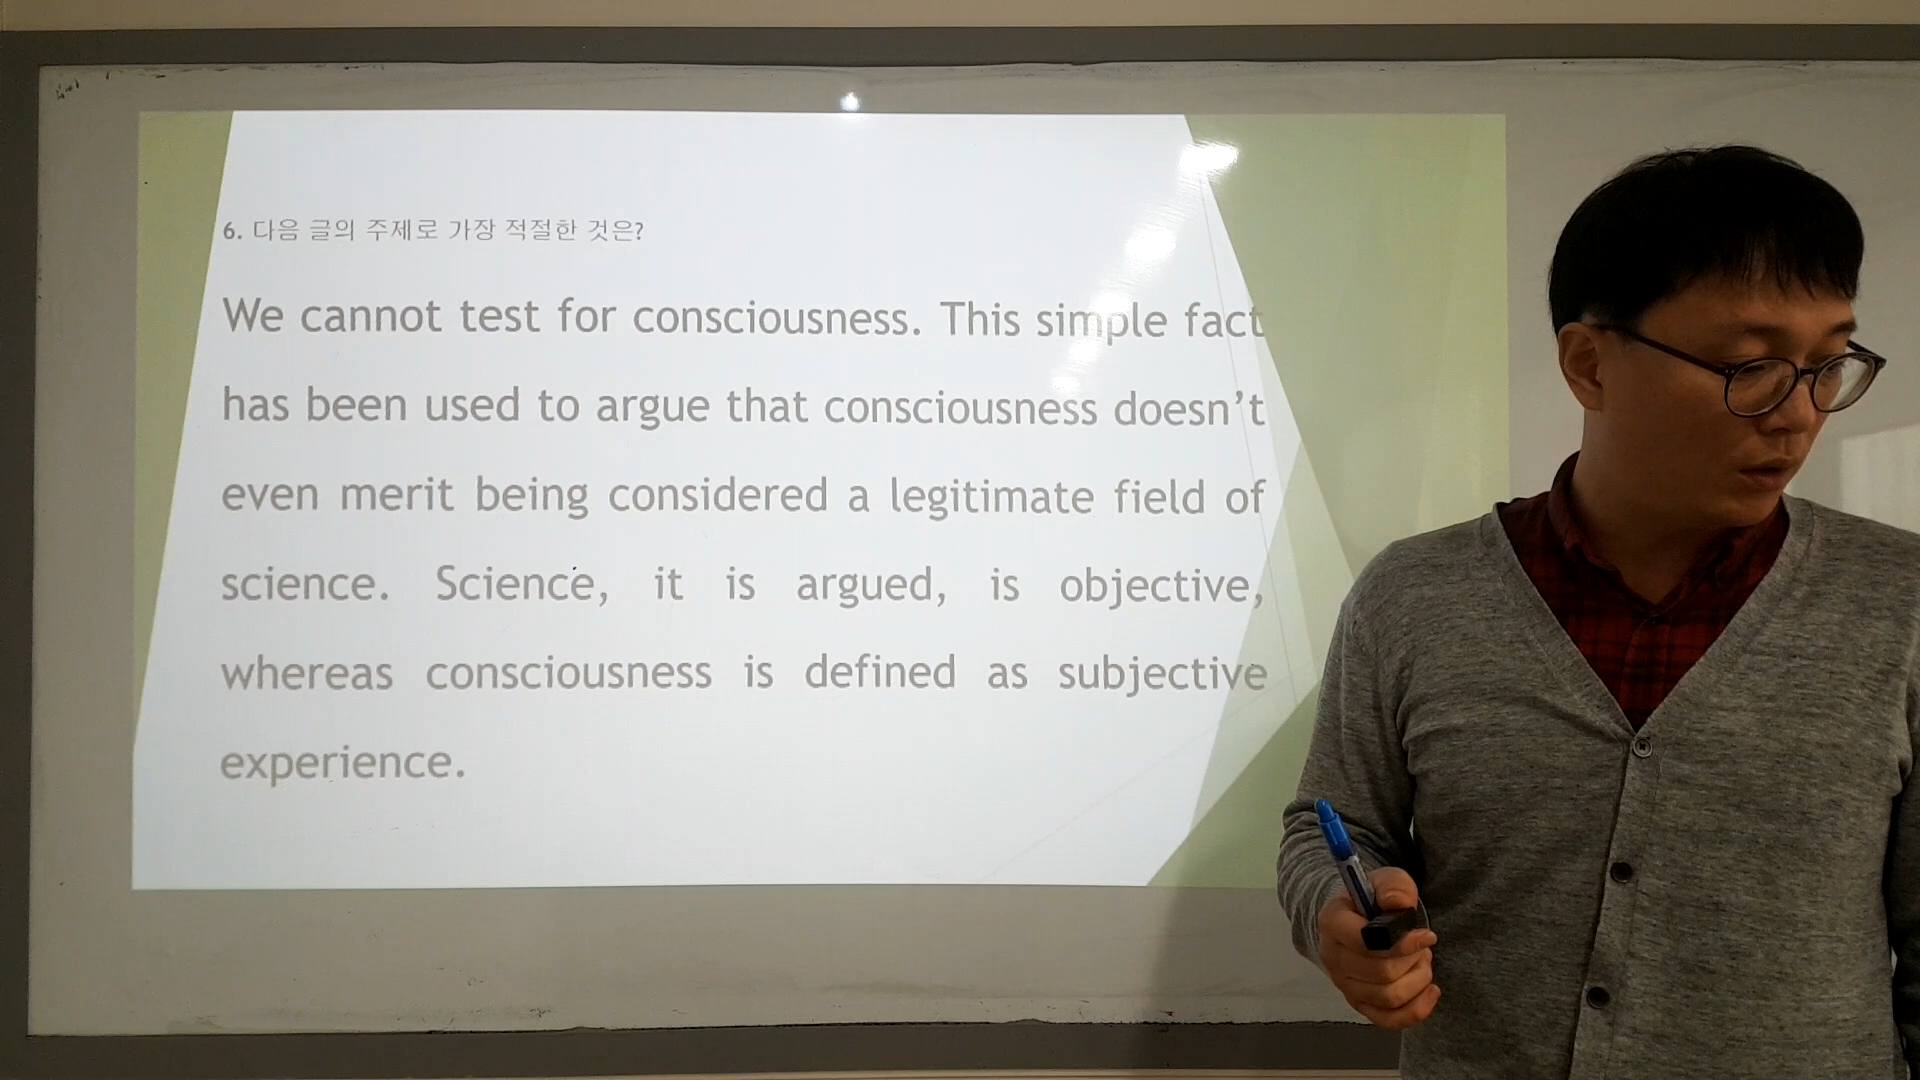 6. 다음 글의 주제로 가장 적절한 것은?
We cannot test for consciousness. This simple fact
has been used to argue that consciousness doesn't
even merit being considered a legitimate field of
science. Science, it is argued, is objective,
whereas consciousness is defined as subjective
experience.